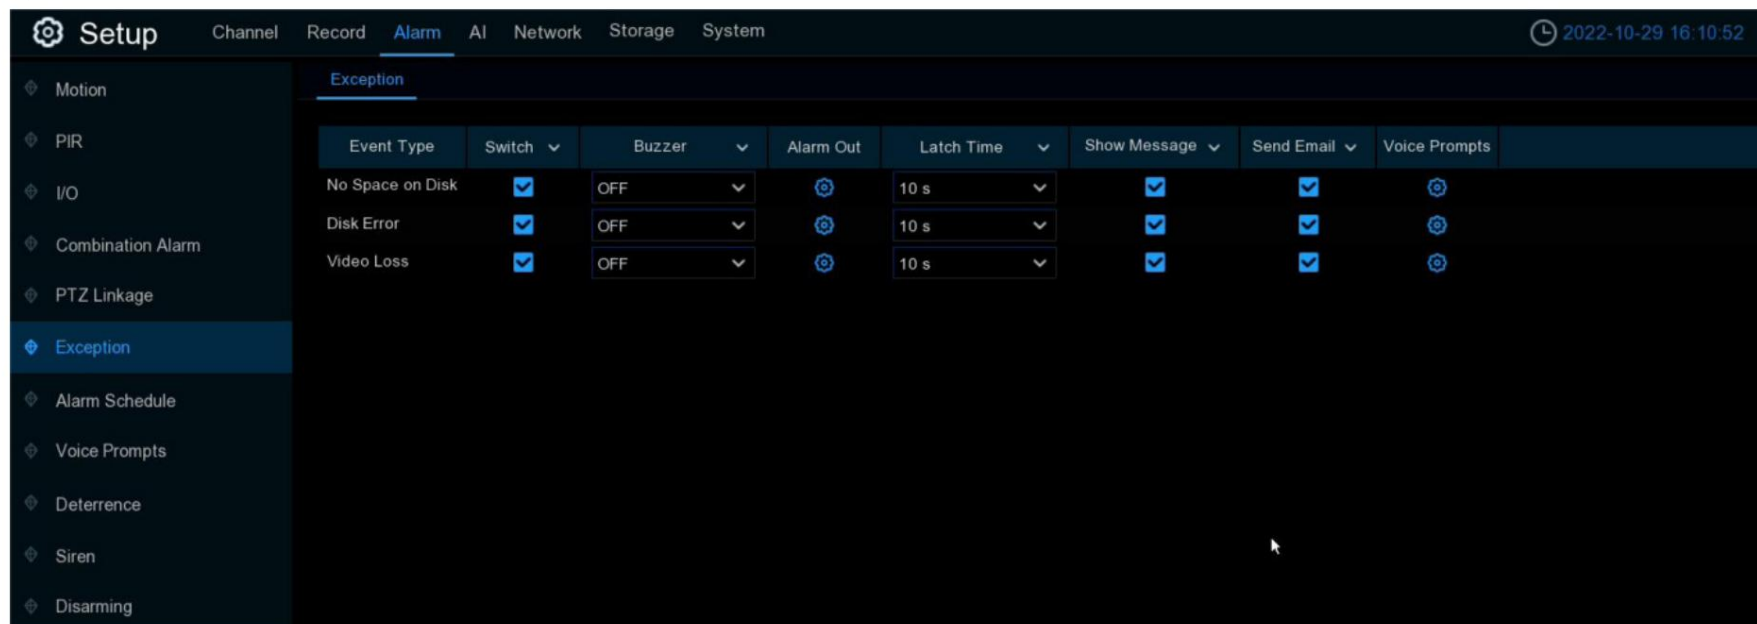 Setup Channel Record Alarm AI Network Storage System 2022-10-29 16:10:52
Motion
PIR
I/O
Combination Alarm
PTZ Linkage
Exception
Alarm Schedule
Voice Prompts
Deterrence
Siren
Disarming
Exception
Event Type Switch Buzzer Alarm Out Latch Time Show Message Send Email Voice Prompts
No Space on Disk OFF 10 s
Disk Error OFF 10 s
Video Loss OFF 10 s